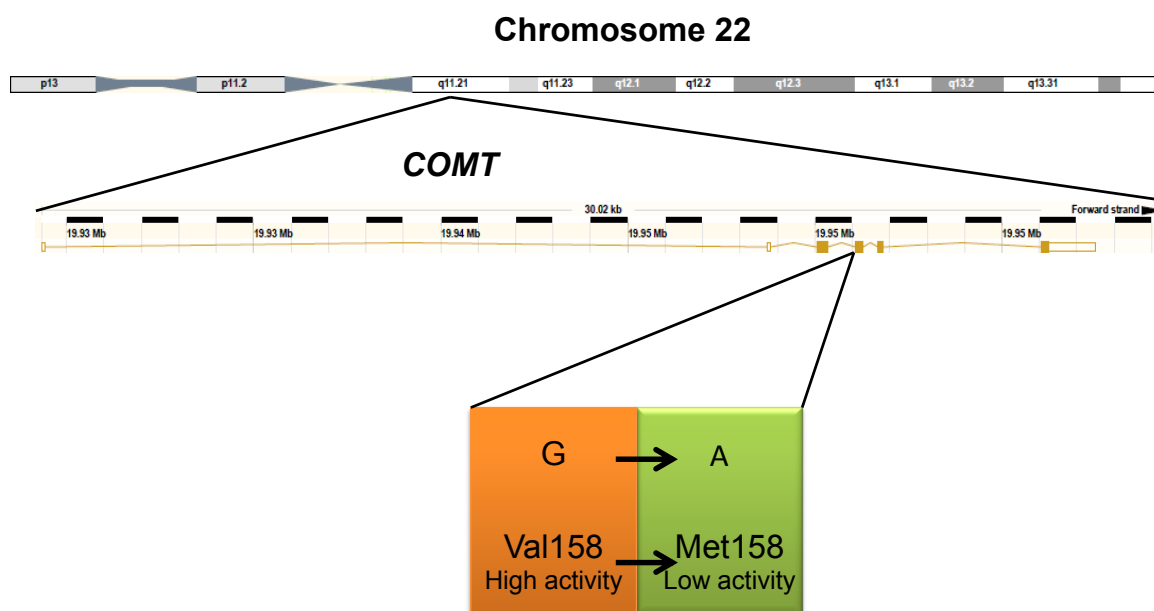 Chromosome 22
p13 p11.2 q11.21 q11.23 q12.1 q12.2 q12.3 q13.1 q13.2 q13.31
COMT
30.02 kb Forward strand
19.93 Mb 19.93 Mb 19.94 Mb 19.95 Mb 19.95 Mb 19.95 Mb
G A
Val158 Met158
High activity Low activity